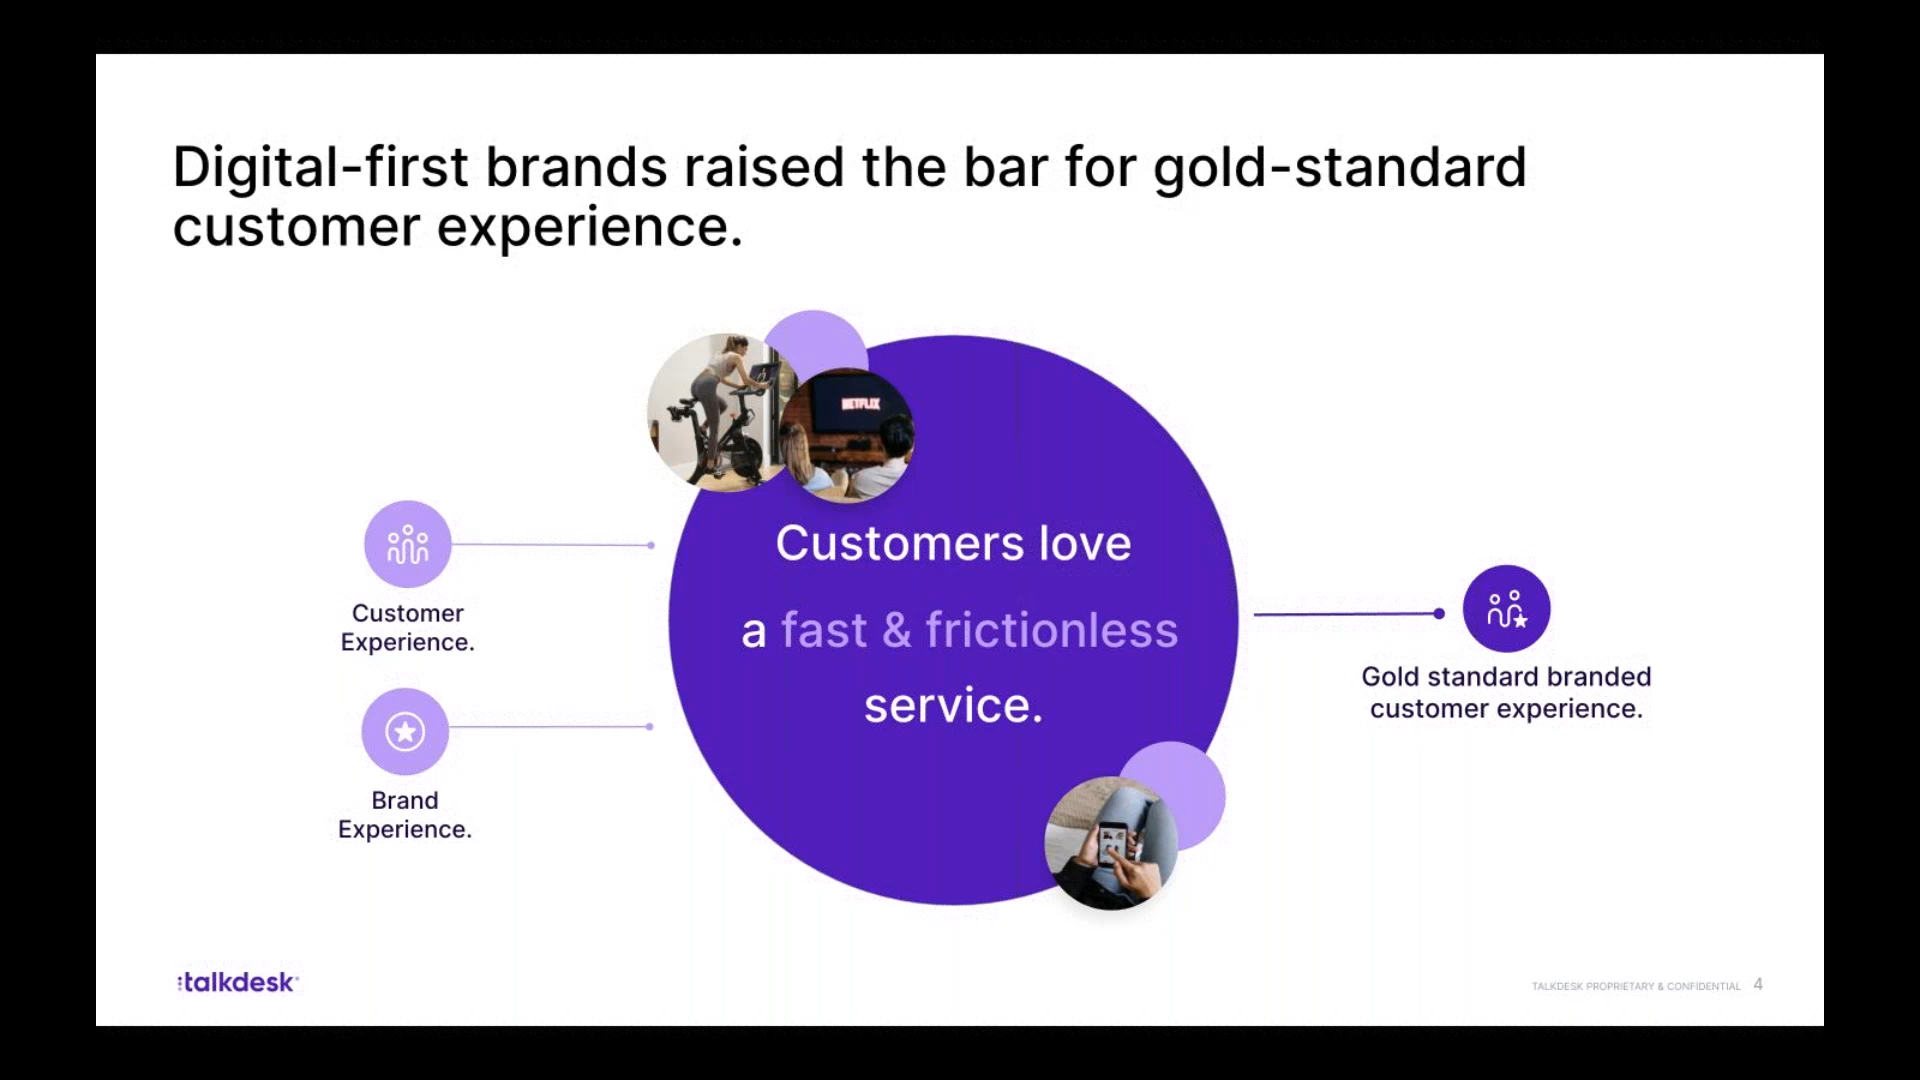 Digital-first brands raised the bar for gold-standard
customer experience.
NETFLIX
Customers love
a fast & frictionless
service.
Customer
Experience.
Brand
Experience.
Gold standard branded
customer experience.
talkdesk
TALKDESK PROPRIETARY & CONFIDENTIAL 4